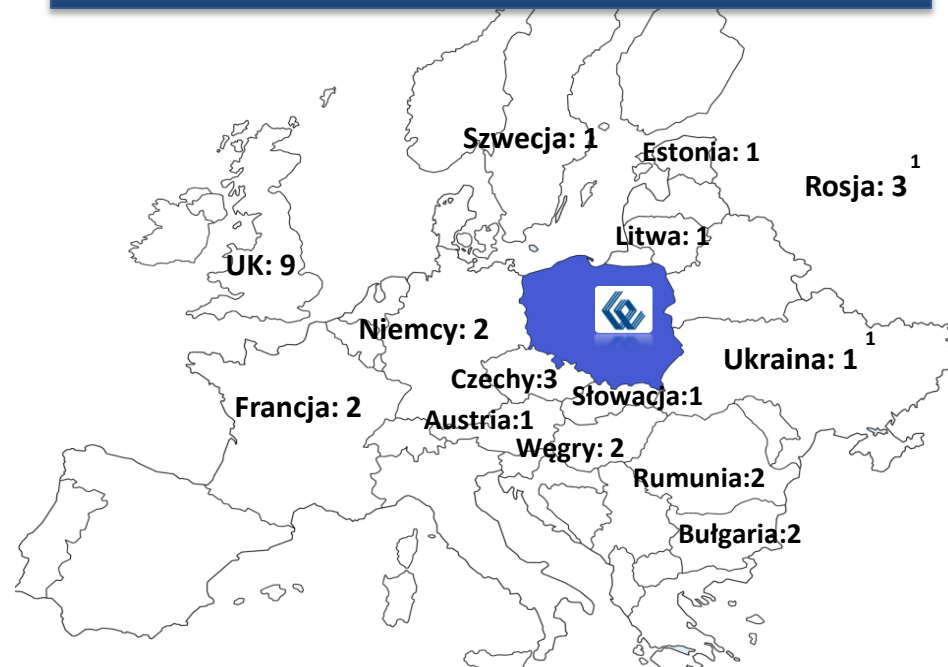 Szwecja: 1
Estonia: 1
Rosja: 3 1
Litwa: 1
UK: 9
Niemcy: 2
Ukraina: 1 1
Czechy:3
Słowacja:1
Francja: 2
Austria:1
Węgry: 2
Rumunia:2
Bułgaria:2